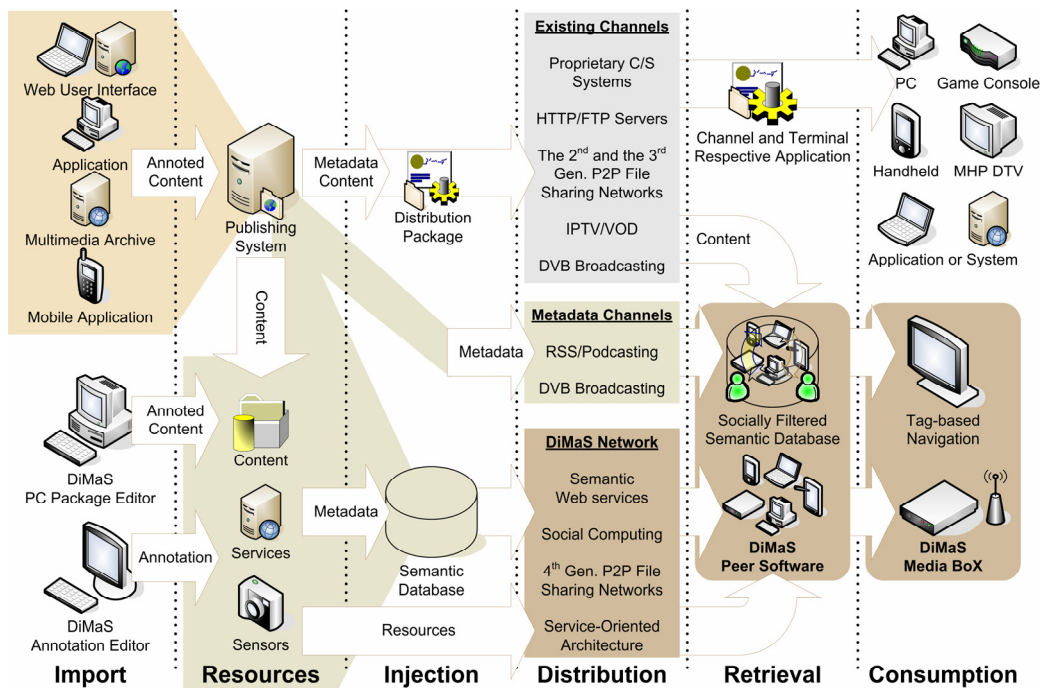 Web User Interface
Application
Multimedia Archive
Mobile Application
DiMaS
PC Package Editor
DiMaS
Annotation Editor
Import
Annoted
Content
Annoted
Content
Annotation
Publishing
System
Content
Content
Services
Sensors
Resources
Metadata
Content
Distribution
Package
Metadata
Metadata
Semantic
Database
Resources
Injection
Existing Channels
Proprietary C/S
Systems
HTTP/FTP Servers
The 2nd and the 3rd
Gen. P2P File
Sharing Networks
IPTV/VOD
DVB Broadcasting
Metadata Channels
RSS/Podcasting
DVB Broadcasting
DiMaS Network
Semantic
Web services
Social Computing
4th Gen. P2P File
Sharing Networks
Service-Oriented
Architecture
Distribution
Channel and Terminal
Respective Application
Content
Socially Filtered
Semantic Database
DiMaS
Peer Software
Retrieval
PC
Game Console
Handheld
MHP DTV
Application or System
Tag-based
Navigation
DiMaS
Media BoX
Consumption